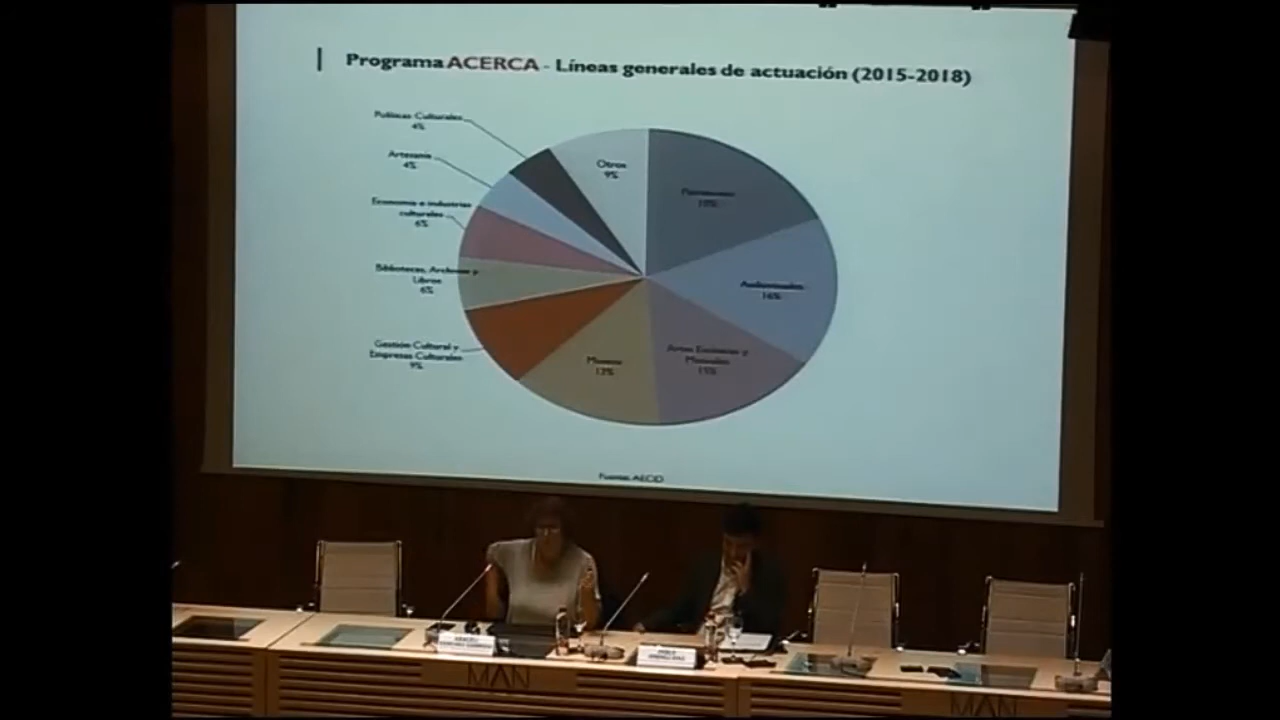 Programa ACERCA - Líneas generales de actuación (2015-2018)
Políticas Culturales
4%
Artesanía
4%
Economía e industrias
culturales
6%
Bibliotecas, Archivos y
Libros
6%
Gestión Cultural y
Empresas Culturales
9%
Otros
9%
Patrimonio
Audiovisuales
16%
Artes Escénicas y
Musicales
15%
Museos
12%
Fuente: AECID
MAN
MAN